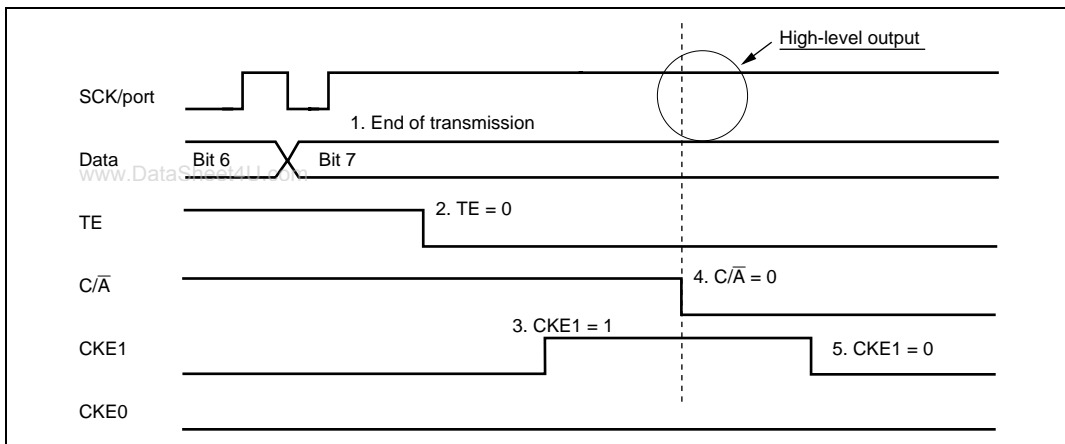 High-level output
SCK/port
1. End of transmission
Data Bit 6 Bit 7
www.DataSheet4U.com
TE 2. TE = 0
C/A̅ 4. C/A̅ = 0
3. CKE1 = 1
CKE1 5. CKE1 = 0
CKE0